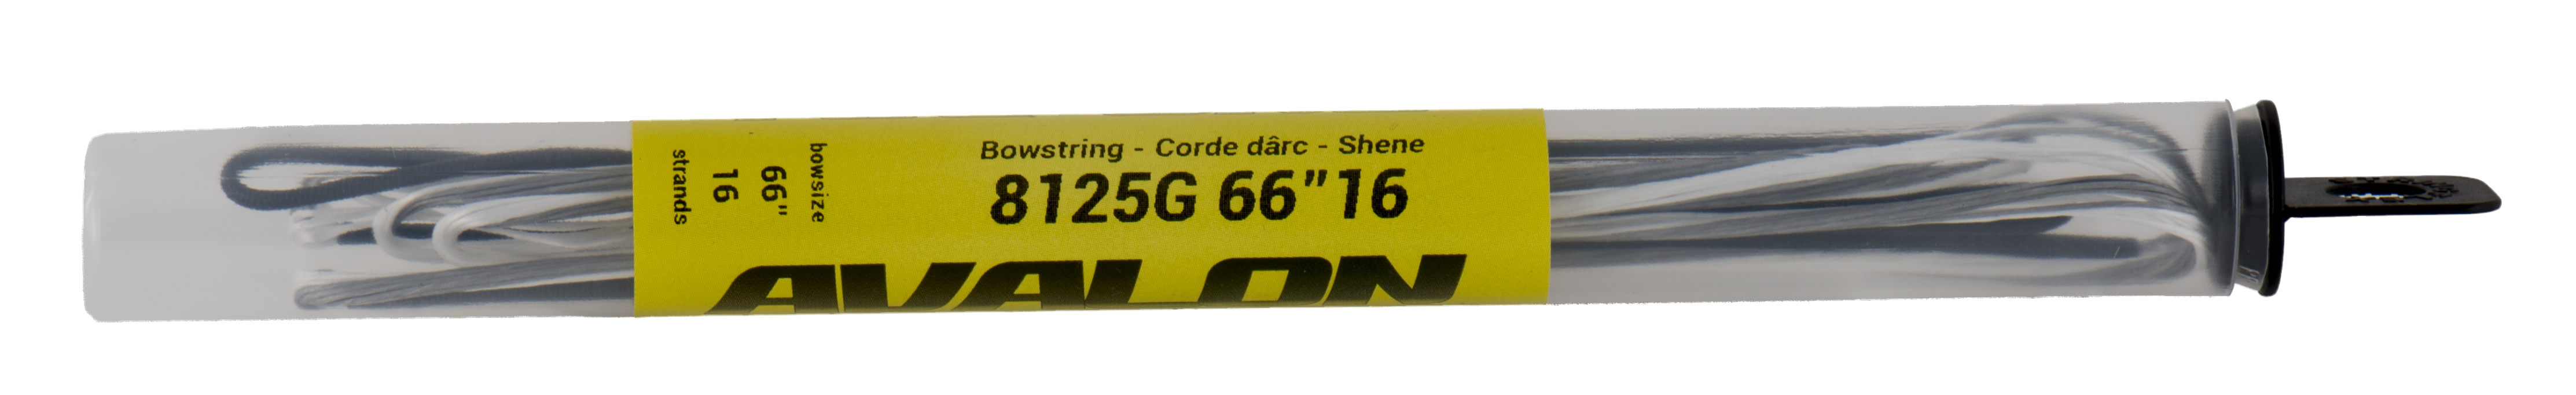 bowsize
66"
16
strands
Bowstring - Corde dârc - Shene
8125G 66"16
AVALON